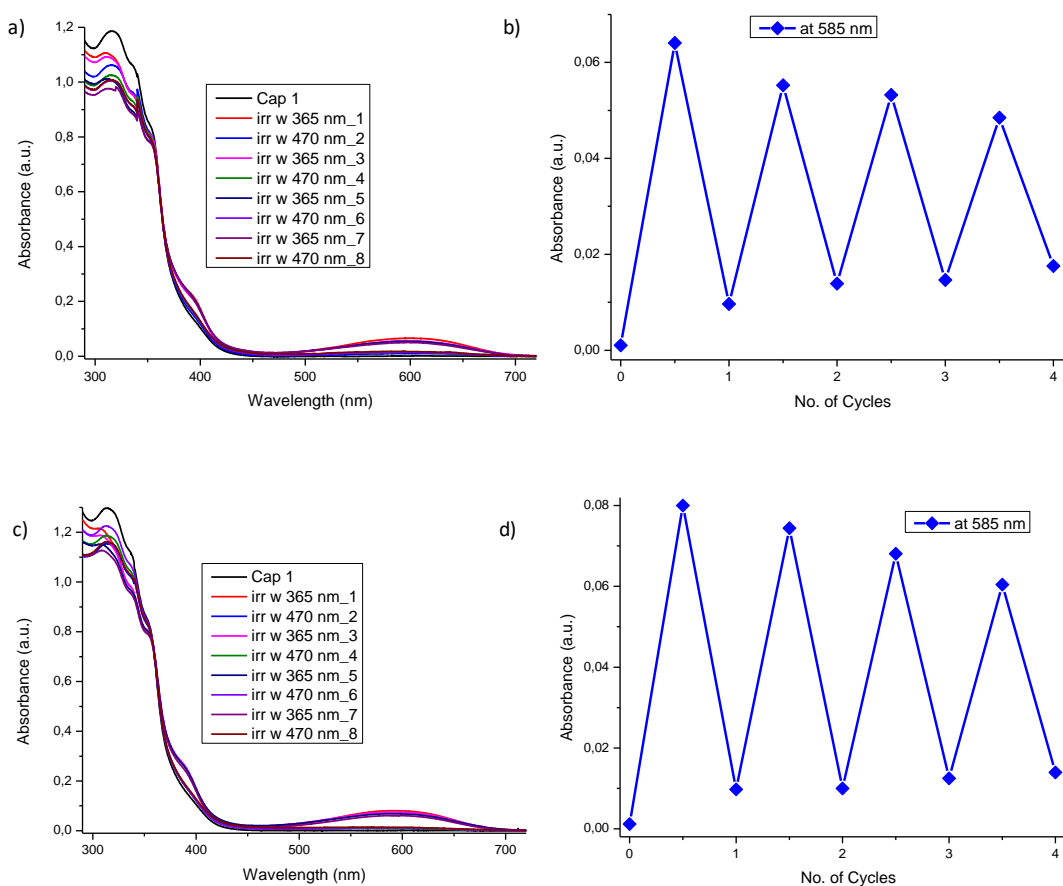 a)
1,2
1,0
0,8
0,6
0,4
0,2
0,0
300
400
500
600
700
Absorbance (a.u.)
Wavelength (nm)
Cap 1
irr w 365 nm_1
irr w 470 nm_2
irr w 365 nm_3
irr w 470 nm_4
irr w 365 nm_5
irr w 470 nm_6
irr w 365 nm_7
irr w 470 nm_8
b)
at 585 nm
0,06
0,04
0,02
0,00
0
1
2
3
4
Absorbance (a.u.)
No. of Cycles
c)
1,2
1,0
0,8
0,6
0,4
0,2
0,0
300
400
500
600
700
Absorbance (a.u.)
Wavelength (nm)
Cap 1
irr w 365 nm_1
irr w 470 nm_2
irr w 365 nm_3
irr w 470 nm_4
irr w 365 nm_5
irr w 470 nm_6
irr w 365 nm_7
irr w 470 nm_8
d)
at 585 nm
0,08
0,06
0,04
0,02
0,00
0
1
2
3
4
Absorbance (a.u.)
No. of Cycles